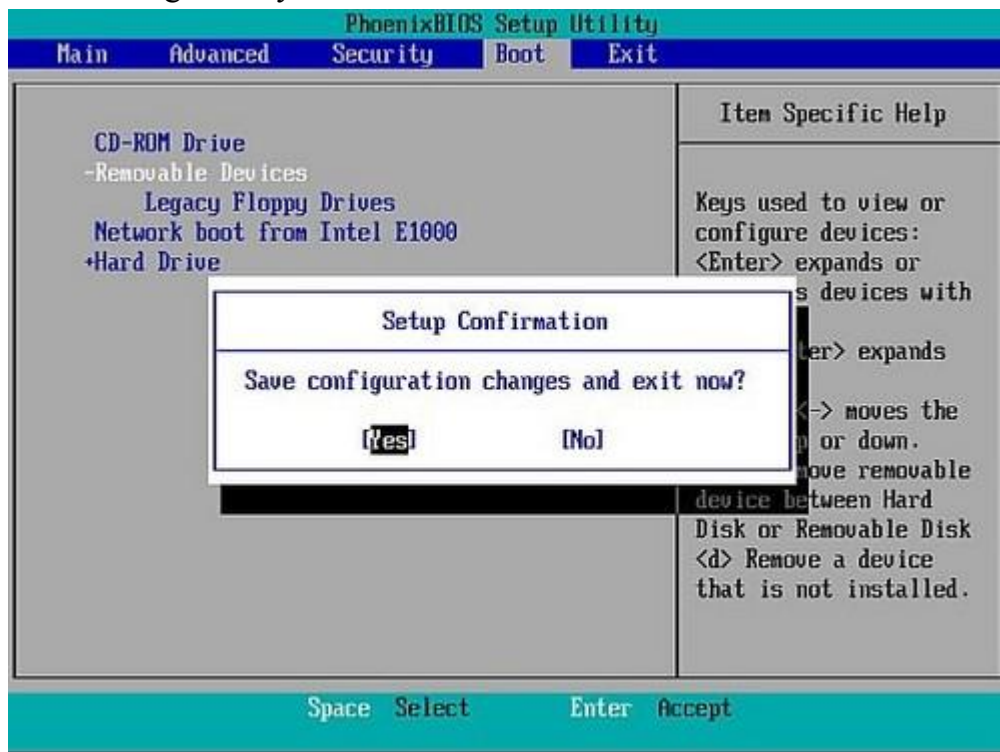 PhoenixBIOS Setup Utility
Main Advanced Security Boot Exit
CD-ROM Drive
-Removable Devices
Legacy Floppy Drives
Network boot from Intel E1000
+Hard Drive
Setup Confirmation
Save configuration changes and exit now?
[Yes] [No]
Item Specific Help
Keys used to view or
configure devices:
<Enter> expands or
s devices with
er> expands
<-> moves the
p or down.
move removable
device between Hard
Disk or Removable Disk
<d> Remove a device
that is not installed.
Space Select Enter Accept